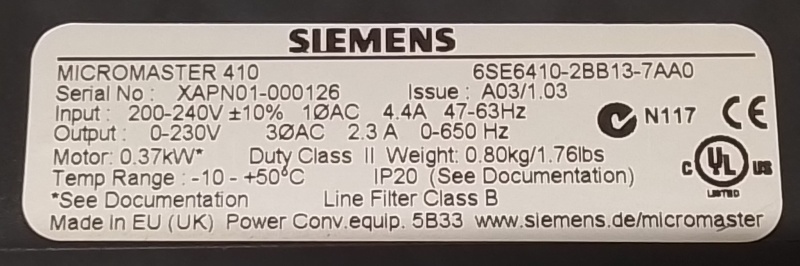 SIEMENS
MICROMASTER 410 6SE6410-2BB13-7AA0
Serial No : XAPN01-000126 Issue : A03/1.03
Input : 200-240V ±10% 1ØAC 4.4A 47-63Hz
Output : 0-230V 3ØAC 2.3 A 0-650 Hz
N117 CE
Motor: 0.37kW* Duty Class II Weight: 0.80kg/1.76lbs
Temp Range : -10 - +50°C IP20 (See Documentation)
C UL US
LISTED
*See Documentation Line Filter Class B
Made in EU (UK) Power Conv.equip. 5B33 www.siemens.de/micromaster